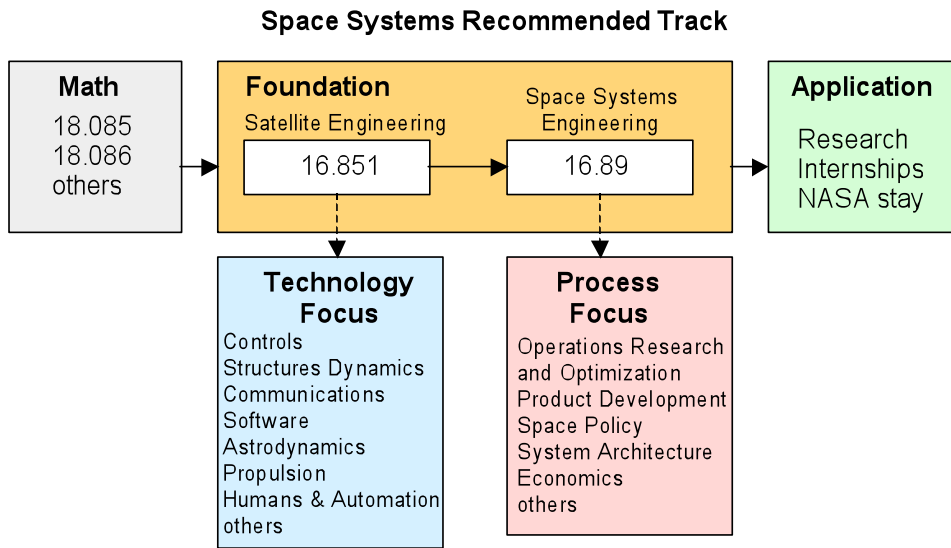 Space Systems Recommended Track
Math
18.085
18.086
others
Foundation
Satellite Engineering
16.851
Space Systems
Engineering
16.89
Application
Research
Internships
NASA stay
Technology
Focus
Controls
Structures Dynamics
Communications
Software
Astrodynamics
Propulsion
Humans & Automation
others
Process
Focus
Operations Research
and Optimization
Product Development
Space Policy
System Architecture
Economics
others